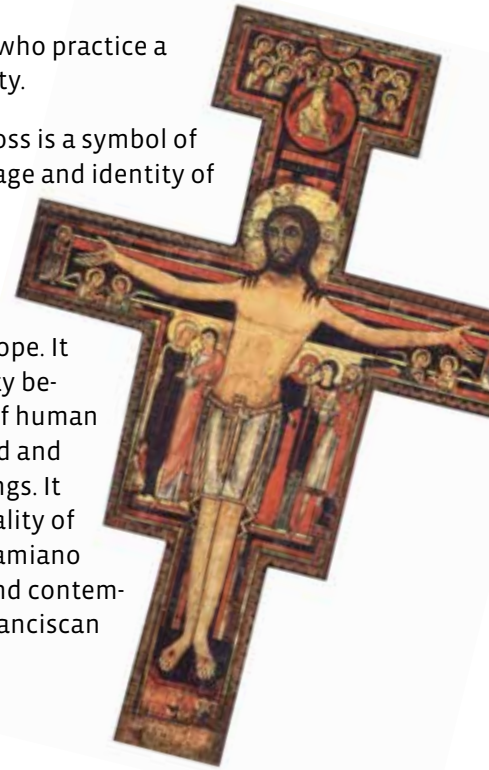 who practice a
ty.
oss is a symbol of
age and identity of
ope. It
ty be-
f human
d and
ngs. It
ality of
amiano
nd contem-
anciscan